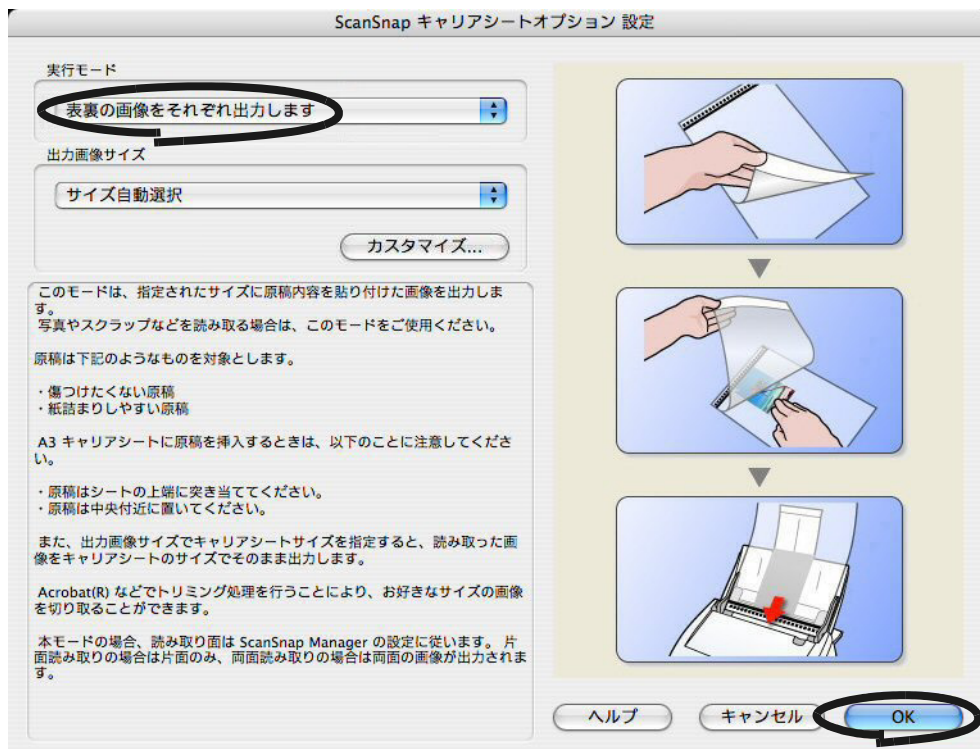 ScanSnap キャリアシートオプション 設定
実行モード
表裏の画像をそれぞれ出力します
出力画像サイズ
サイズ自動選択
カスタマイズ...
このモードは、指定されたサイズに原稿内容を貼り付けた画像を出力しま
す。
写真やスクラップなどを読み取る場合は、このモードをご使用ください。
原稿は下記のようなものを対象とします。
・傷つけたくない原稿
・紙詰まりしやすい原稿
A3 キャリアシートに原稿を挿入するときは、以下のことに注意してくださ
い。
・原稿はシートの上端に突き当ててください。
・原稿は中央付近に置いてください。
また、出力画像サイズでキャリアシートサイズを指定すると、読み取った画
像をキャリアシートのサイズでそのまま出力します。
Acrobat(R) などでトリミング処理を行うことにより、お好きなサイズの画像
を切り取ることができます。
本モードの場合、読み取り面は ScanSnap Manager の設定に従います。 片
面読み取りの場合は片面のみ、両面読み取りの場合は両面の画像が出力されま
す。
ヘルプ
キャンセル
OK